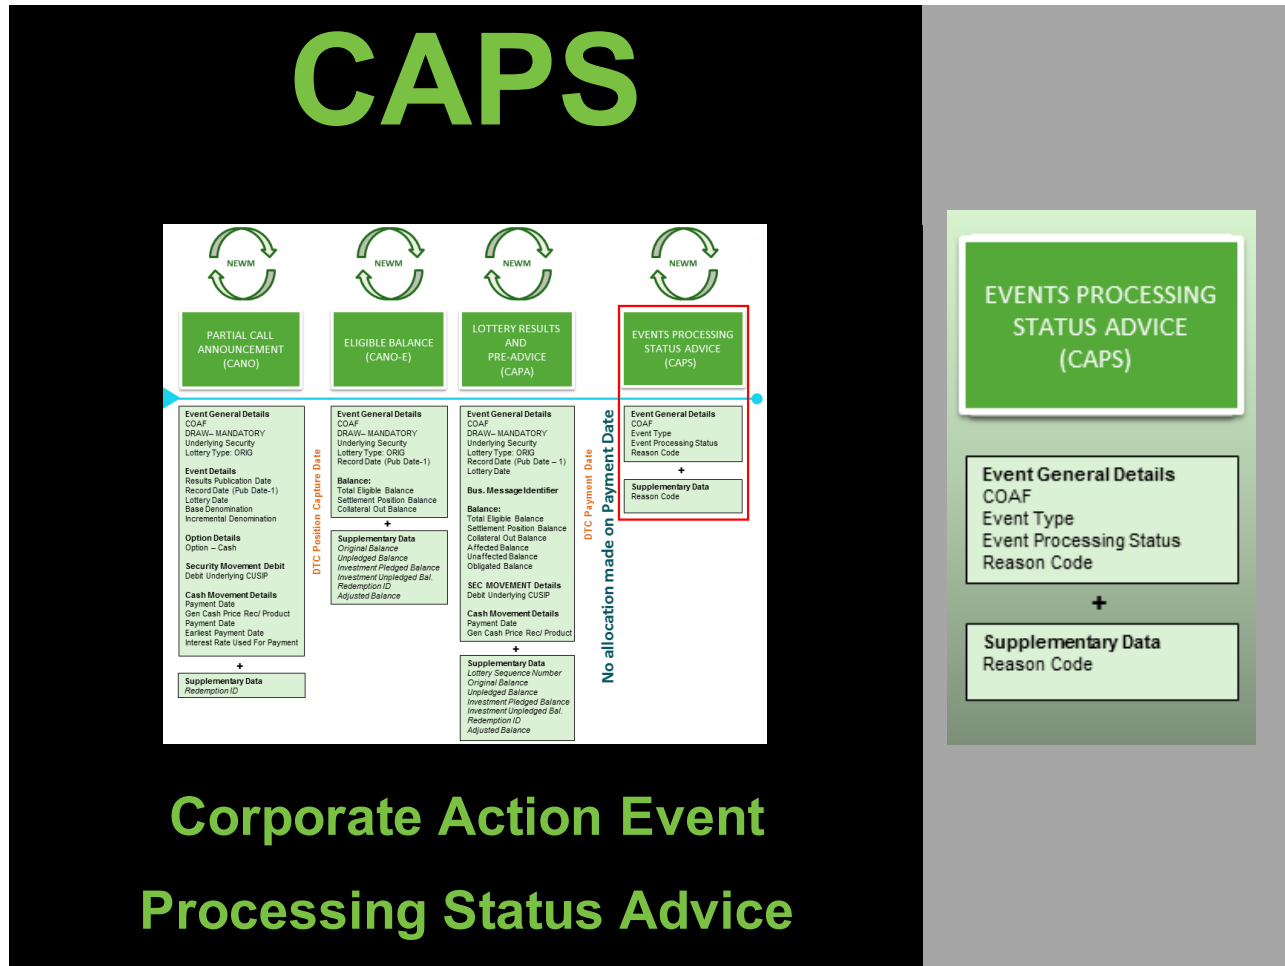 CAPS
NEWM
NEWM
NEWM
NEWM
PARTIAL CALL
ANNOUNCEMENT
(CANO)
ELIGIBLE BALANCE
(CANO-E)
LOTTERY RESULTS
AND
PRE-ADVICE
(CAPA)
EVENTS PROCESSING
STATUS ADVICE
(CAPS)
Event General Details
COAF
DRAW– MANDATORY
Underlying Security
Lottery Type: ORIG
Event Details
Results Publication Date
Record Date (Pub Date-1)
Lottery Date
Base Denomination
Incremental Denomination
Option Details
Option – Cash
Security Movement Debit
Debit Underlying CUSIP
Cash Movement Details
Payment Date
Gen Cash Price Rec/ Product
Payment Date
Earliest Payment Date
Interest Rate Used For Payment
+
Supplementary Data
Redemption ID
DTC Position Capture Date
Event General Details
COAF
DRAW– MANDATORY
Underlying Security
Lottery Type: ORIG
Record Date (Pub Date-1)
Balance:
Total Eligible Balance
Settlement Position Balance
Collateral Out Balance
+
Supplementary Data
Original Balance
Unpledged Balance
Investment Pledged Balance
Investment Unpledged Bal.
Redemption ID
Adjusted Balance
Event General Details
COAF
DRAW– MANDATORY
Underlying Security
Lottery Type: ORIG
Record Date (Pub Date – 1)
Lottery Date
Bus. Message Identifier
Balance:
Total Eligible Balance
Settlement Position Balance
Collateral Out Balance
Affected Balance
Unaffected Balance
Obligated Balance
SEC MOVEMENT Details
Debit Underlying CUSIP
Cash Movement Details
Payment Date
Gen Cash Price Rec/ Product
+
Supplementary Data
Lottery Sequence Number
Original Balance
Unpledged Balance
Investment Pledged Balance
Investment Unpledged Bal.
Redemption ID
Adjusted Balance
DTC Payment Date
No allocation made on Payment Date
Event General Details
COAF
Event Type
Event Processing Status
Reason Code
+
Supplementary Data
Reason Code
Corporate Action Event
Processing Status Advice
EVENTS PROCESSING
STATUS ADVICE
(CAPS)
Event General Details
COAF
Event Type
Event Processing Status
Reason Code
+
Supplementary Data
Reason Code